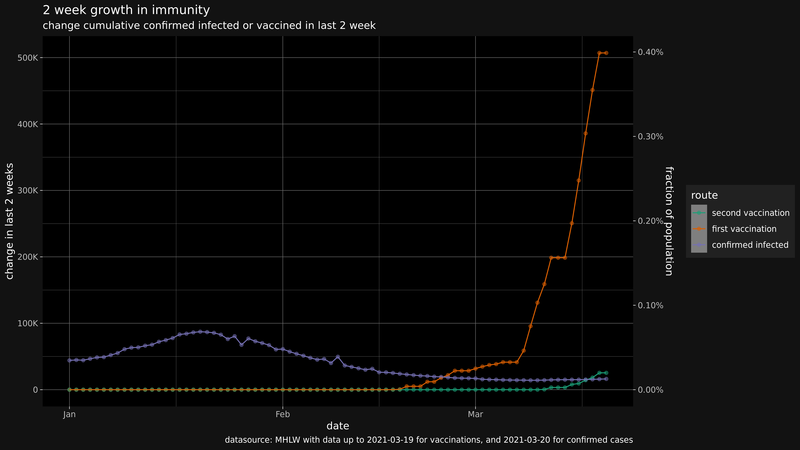 2 week growth in immunity
change cumulative confirmed infected or vaccined in last 2 week
change in last 2 weeks
500K
400K
300K
200K
100K
0
0.40%
0.30%
0.20%
0.10%
0.00%
fraction of population
Jan
Feb
Mar
date
route
second vaccination
first vaccination
confirmed infected
datasource: MHLW with data up to 2021-03-19 for vaccinations, and 2021-03-20 for confirmed cases